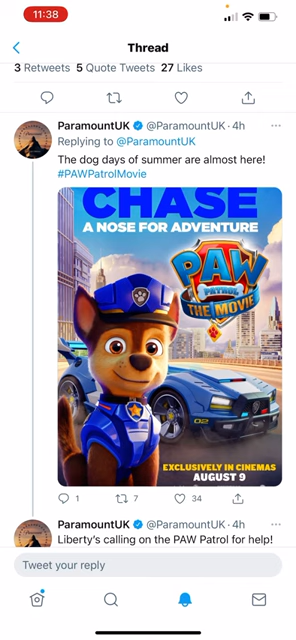 11:38
Thread
3 Retweets 5 Quote Tweets 27 Likes
ParamountUK @ParamountUK · 4h
Replying to @ParamountUK
The dog days of summer are almost here!
#PAWPatrolMovie
CHASE
A NOSE FOR ADVENTURE
PAW
PATROL
THE MOVIE
02
EXCLUSIVELY IN CINEMAS
AUGUST 9
1 7 34
ParamountUK @ParamountUK · 4h
Liberty's calling on the PAW Patrol for help!
Tweet your reply